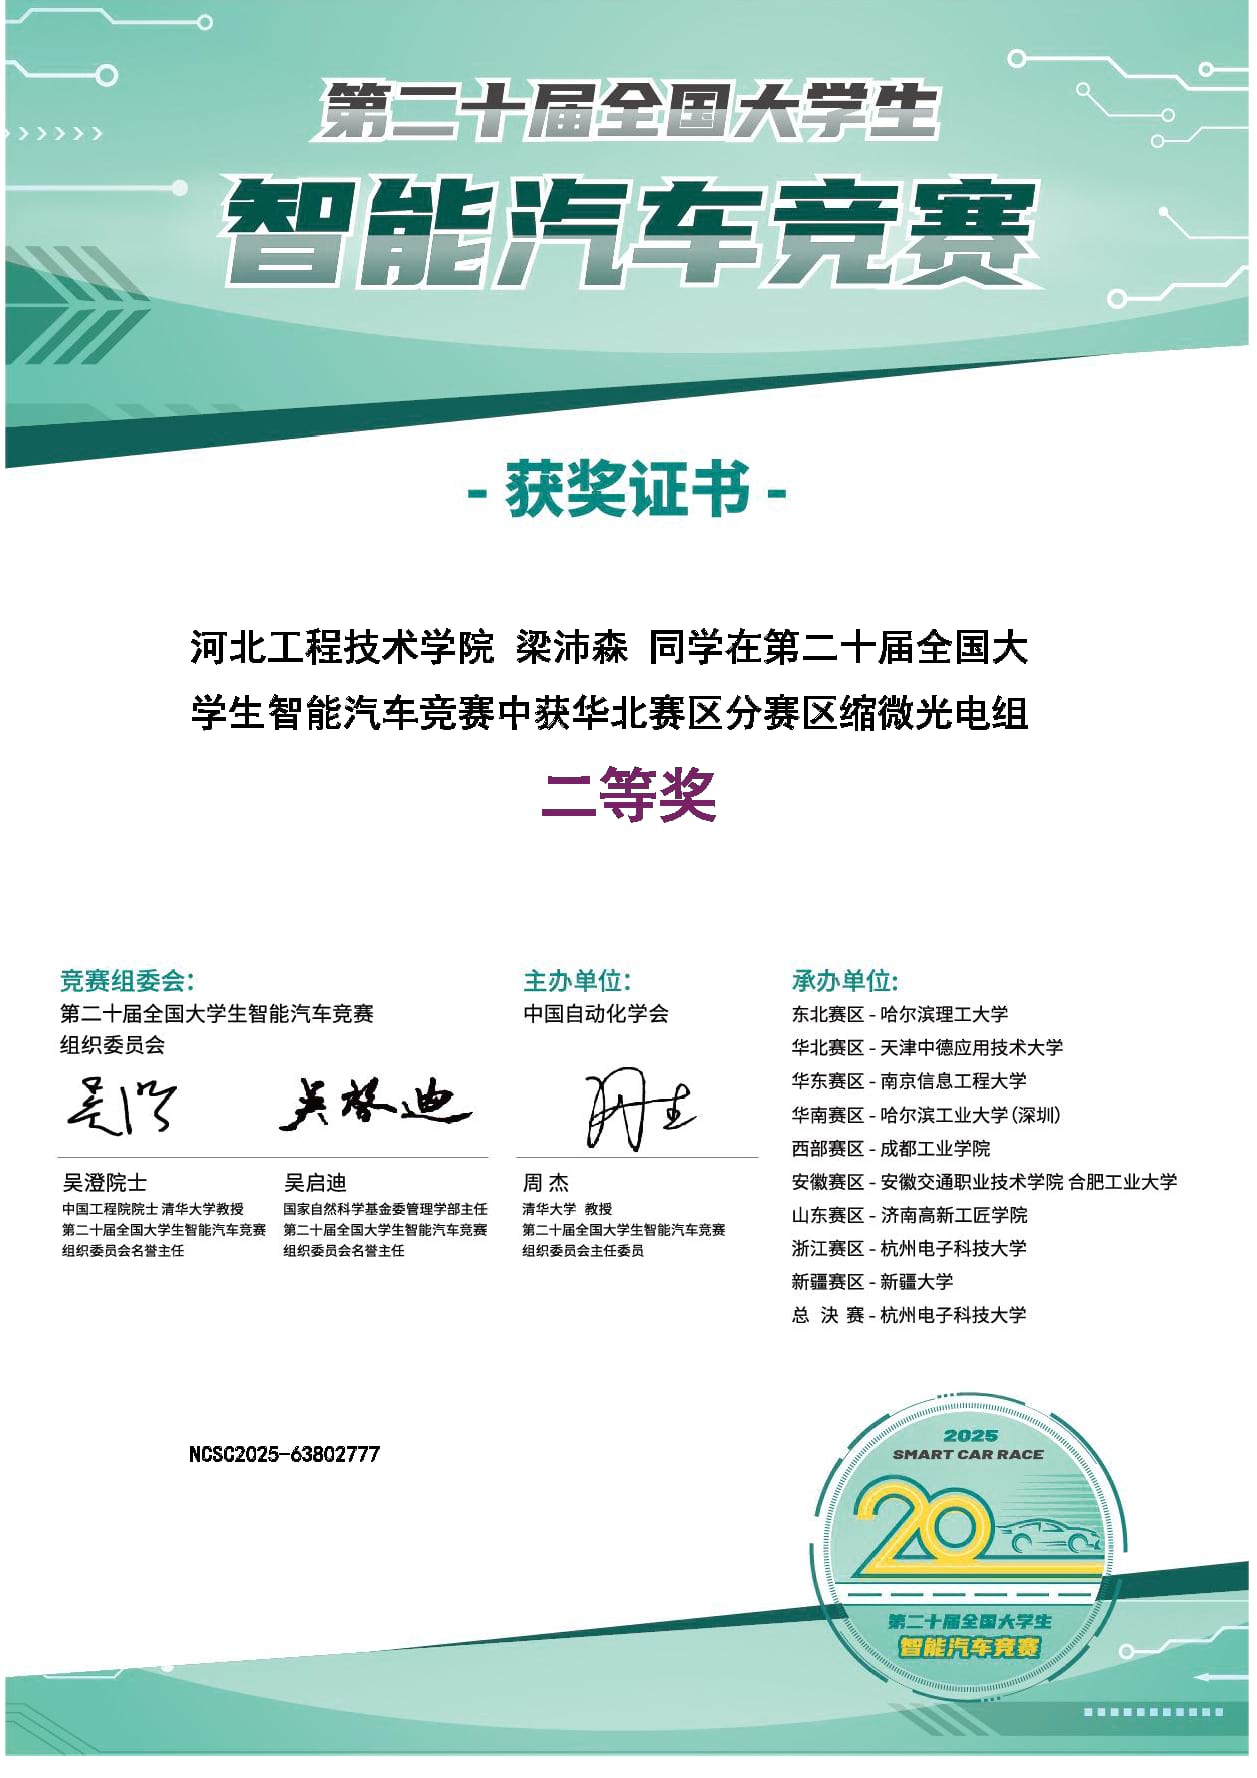 第二十届全国大学生
智能汽车竞赛
- 获奖证书 -
河北工程技术学院 梁沛森 同学在第二十届全国大
学生智能汽车竞赛中获华北赛区分赛区缩微光电组
二等奖
竞赛组委会：
第二十届全国大学生智能汽车竞赛
组织委员会
吴澄
吴启迪
吴澄院士
中国工程院院士 清华大学教授
第二十届全国大学生智能汽车竞赛
组织委员会名誉主任
吴启迪
国家自然科学基金委管理学部主任
第二十届全国大学生智能汽车竞赛
组织委员会名誉主任
主办单位：
中国自动化学会
周 杰
清华大学 教授
第二十届全国大学生智能汽车竞赛
组织委员会主任委员
承办单位:
东北赛区 - 哈尔滨理工大学
华北赛区 - 天津中德应用技术大学
华东赛区 - 南京信息工程大学
华南赛区 - 哈尔滨工业大学(深圳)
西部赛区 - 成都工业学院
安徽赛区 - 安徽交通职业技术学院 合肥工业大学
山东赛区 - 济南高新工匠学院
浙江赛区 - 杭州电子科技大学
新疆赛区 - 新疆大学
总 决 赛 - 杭州电子科技大学
NCSC2025-63802777
2025
SMART CAR RACE
20
第二十届全国大学生
智能汽车竞赛